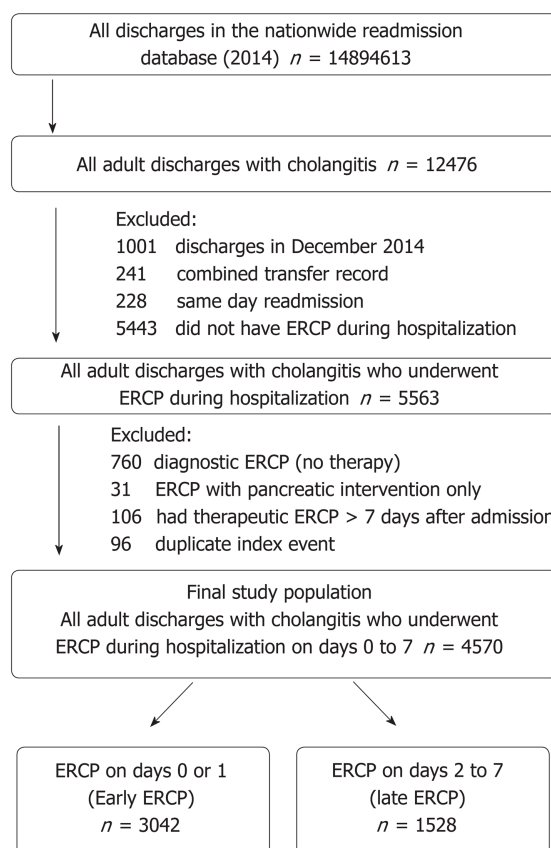 All discharges in the nationwide readmission
database (2014) n = 14894613
All adult discharges with cholangitis n = 12476
Excluded:
1001 discharges in December 2014
241 combined transfer record
228 same day readmission
5443 did not have ERCP during hospitalization
All adult discharges with cholangitis who underwent
ERCP during hospitalization n = 5563
Excluded:
760 diagnostic ERCP (no therapy)
31 ERCP with pancreatic intervention only
106 had therapeutic ERCP > 7 days after admission
96 duplicate index event
Final study population
All adult discharges with cholangitis who underwent
ERCP during hospitalization on days 0 to 7 n = 4570
ERCP on days 0 or 1
(Early ERCP)
n = 3042
ERCP on days 2 to 7
(late ERCP)
n = 1528